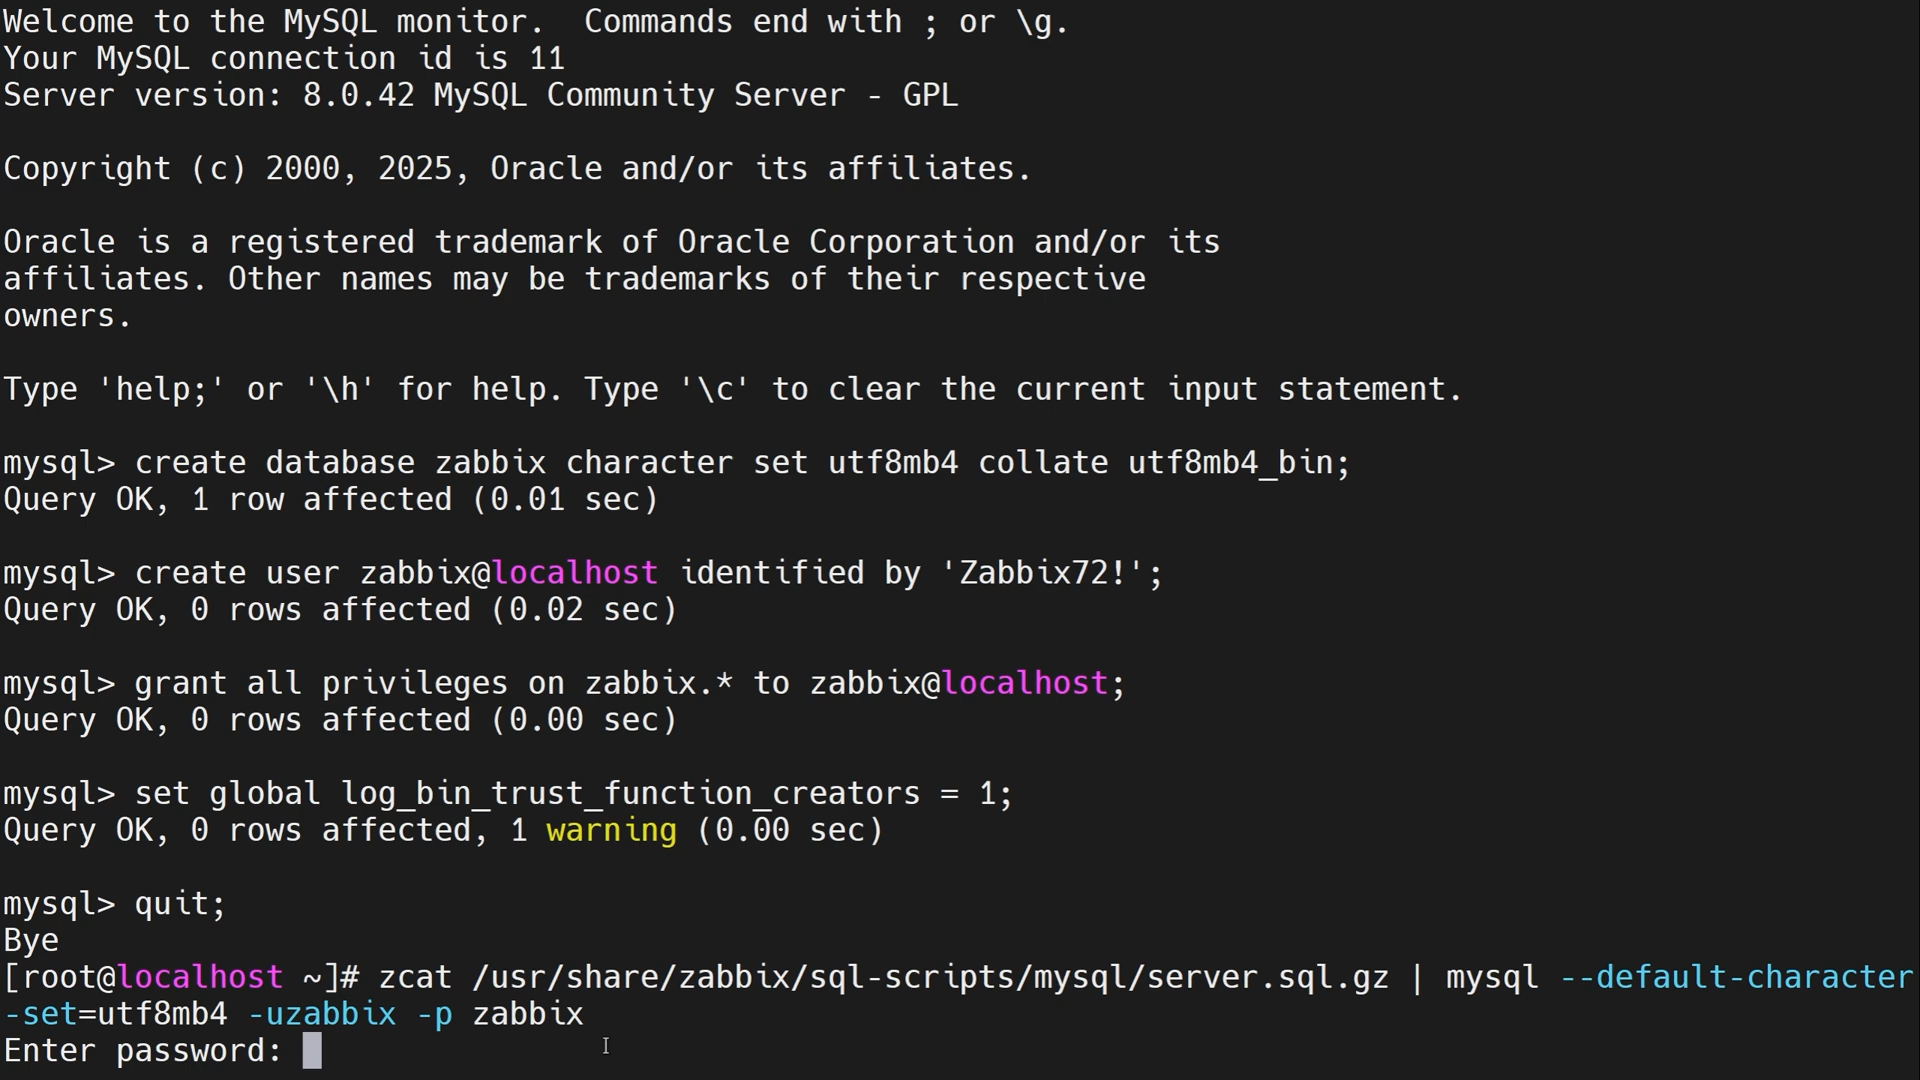 Welcome to the MySQL monitor.  Commands end with ; or \g.
Your MySQL connection id is 11
Server version: 8.0.42 MySQL Community Server - GPL
Copyright (c) 2000, 2025, Oracle and/or its affiliates.
Oracle is a registered trademark of Oracle Corporation and/or its
affiliates. Other names may be trademarks of their respective
owners.
Type 'help;' or '\h' for help. Type '\c' to clear the current input statement.
mysql> create database zabbix character set utf8mb4 collate utf8mb4_bin;
Query OK, 1 row affected (0.01 sec)
mysql> create user zabbix@localhost identified by 'Zabbix72!';
Query OK, 0 rows affected (0.02 sec)
mysql> grant all privileges on zabbix.* to zabbix@localhost;
Query OK, 0 rows affected (0.00 sec)
mysql> set global log_bin_trust_function_creators = 1;
Query OK, 0 rows affected, 1 warning (0.00 sec)
mysql> quit;
Bye
[root@localhost ~]# zcat /usr/share/zabbix/sql-scripts/mysql/server.sql.gz | mysql --default-character
-set=utf8mb4 -uzabbix -p zabbix
Enter password: